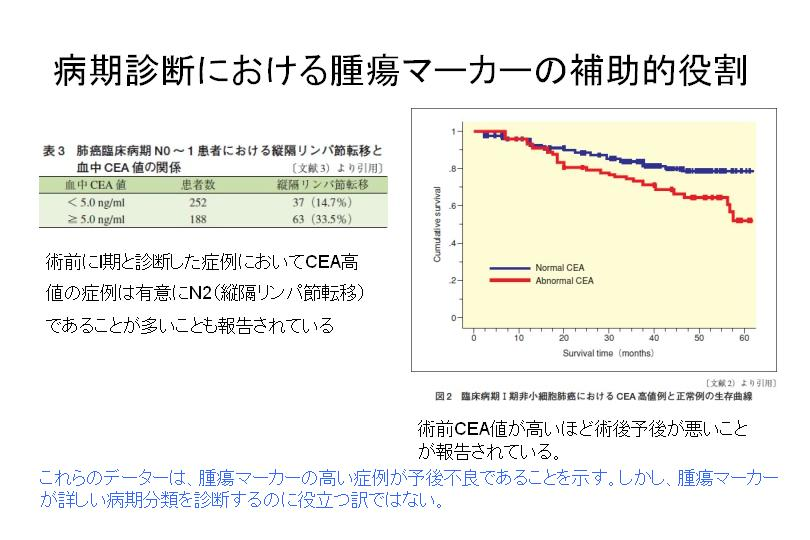 病期診断における腫瘍マーカーの補助的役割
表3 肺癌臨床病期N0～1患者における縦隔リンパ節転移と
血中CEA値の関係 〔文献3）より引用〕
血中CEA値 患者数 縦隔リンパ節転移
＜5.0 ng/ml 252 37（14.7%）
≧5.0 ng/ml 188 63（33.5%）
術前にI期と診断した症例においてCEA高
値の症例は有意にN2（縦隔リンパ節転移）
であることが多いことも報告されている
Cumulative survival
1
.8
.6
.4
.2
0
Normal CEA
Abnormal CEA
0 10 20 30 40 50 60
Survival time（months）
〔文献2）より引用〕
図2 臨床病期Ⅰ期非小細胞肺癌におけるCEA高値例と正常例の生存曲線
術前CEA値が高いほど術後予後が悪いこと
が報告されている。
これらのデーターは、腫瘍マーカーの高い症例が予後不良であることを示す。しかし、腫瘍マーカー
が詳しい病期分類を診断するのに役立つ訳ではない。